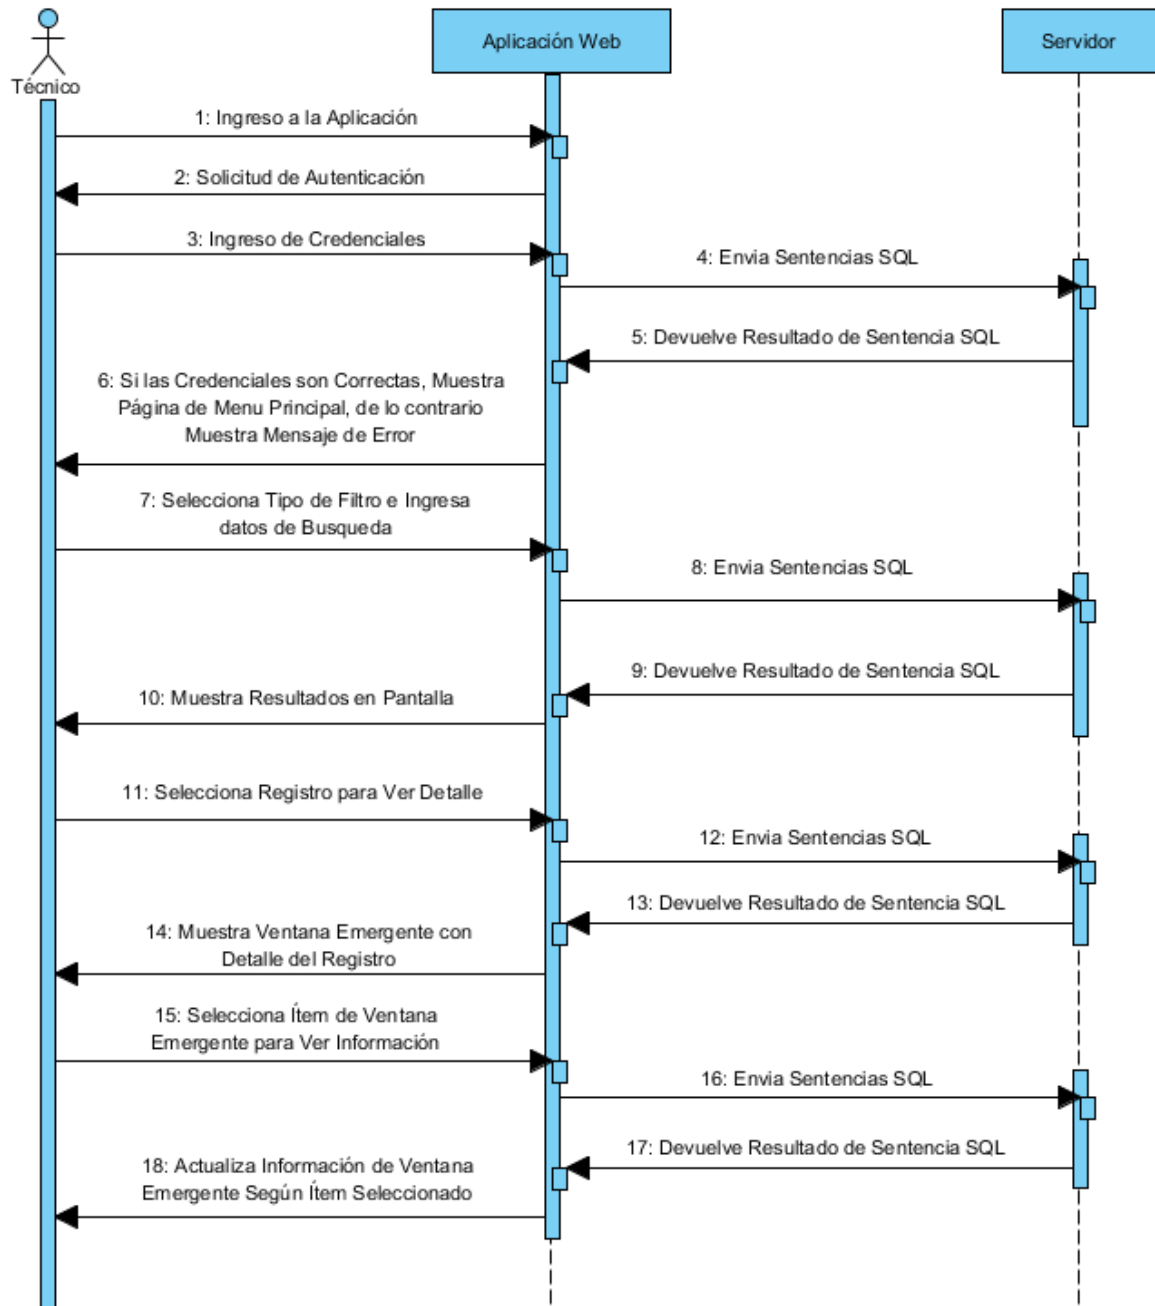 Técnico
Aplicación Web
Servidor
1: Ingreso a la Aplicación
2: Solicitud de Autenticación
3: Ingreso de Credenciales
4: Envia Sentencias SQL
5: Devuelve Resultado de Sentencia SQL
6: Si las Credenciales son Correctas, Muestra
Página de Menu Principal, de lo contrario
Muestra Mensaje de Error
7: Selecciona Tipo de Filtro e Ingresa
datos de Busqueda
8: Envia Sentencias SQL
9: Devuelve Resultado de Sentencia SQL
10: Muestra Resultados en Pantalla
11: Selecciona Registro para Ver Detalle
12: Envia Sentencias SQL
13: Devuelve Resultado de Sentencia SQL
14: Muestra Ventana Emergente con
Detalle del Registro
15: Selecciona Ítem de Ventana
Emergente para Ver Información
16: Envia Sentencias SQL
17: Devuelve Resultado de Sentencia SQL
18: Actualiza Información de Ventana
Emergente Según Ítem Seleccionado